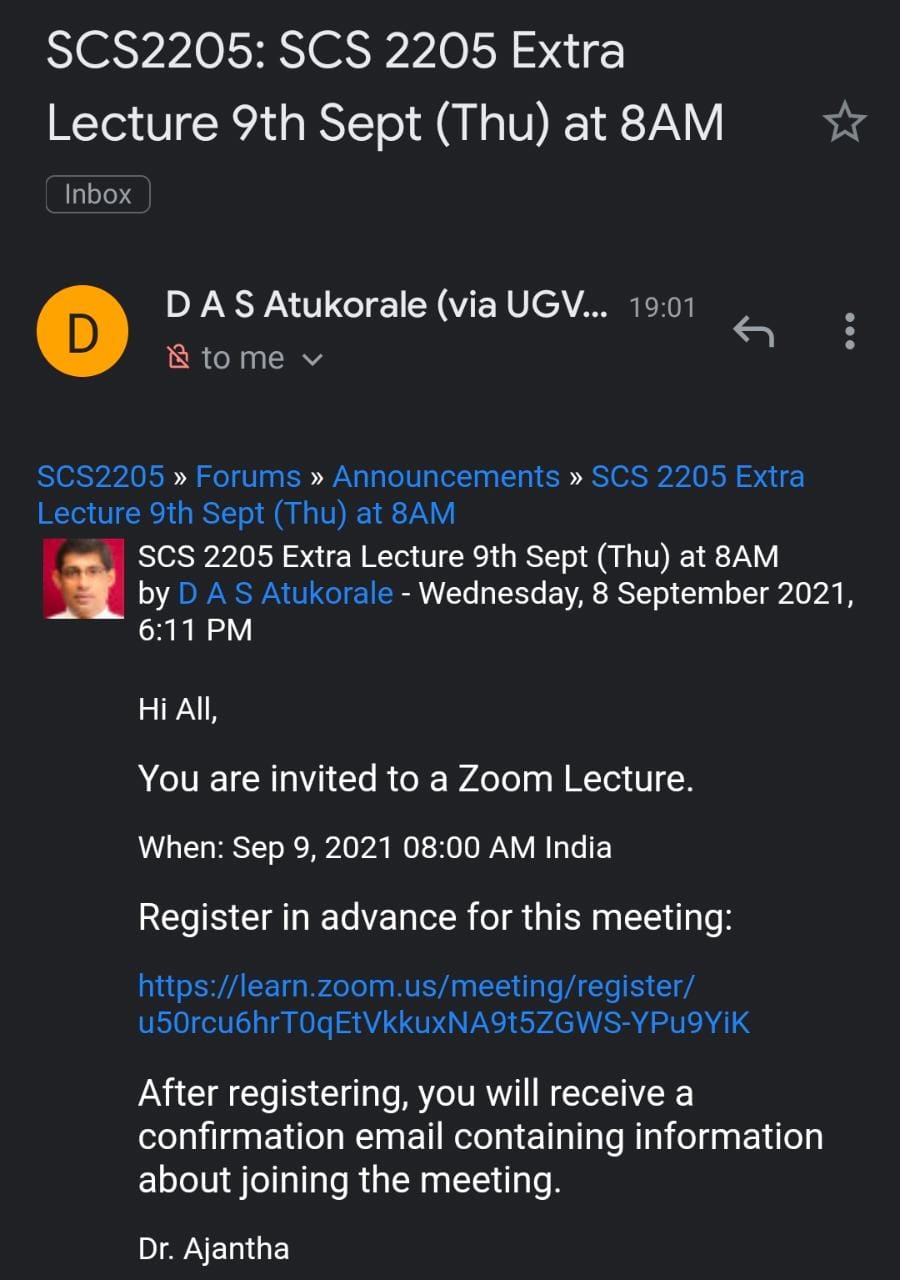 SCS2205: SCS 2205 Extra
Lecture 9th Sept (Thu) at 8AM
Inbox
D
D A S Atukorale (via UGV... 19:01
to me
SCS2205 » Forums » Announcements » SCS 2205 Extra
Lecture 9th Sept (Thu) at 8AM
SCS 2205 Extra Lecture 9th Sept (Thu) at 8AM
by D A S Atukorale - Wednesday, 8 September 2021,
6:11 PM
Hi All,
You are invited to a Zoom Lecture.
When: Sep 9, 2021 08:00 AM India
Register in advance for this meeting:
https://learn.zoom.us/meeting/register/
u50rcu6hrT0qEtVkkuxNA9t5ZGWS-YPu9YiK
After registering, you will receive a
confirmation email containing information
about joining the meeting.
Dr. Ajantha